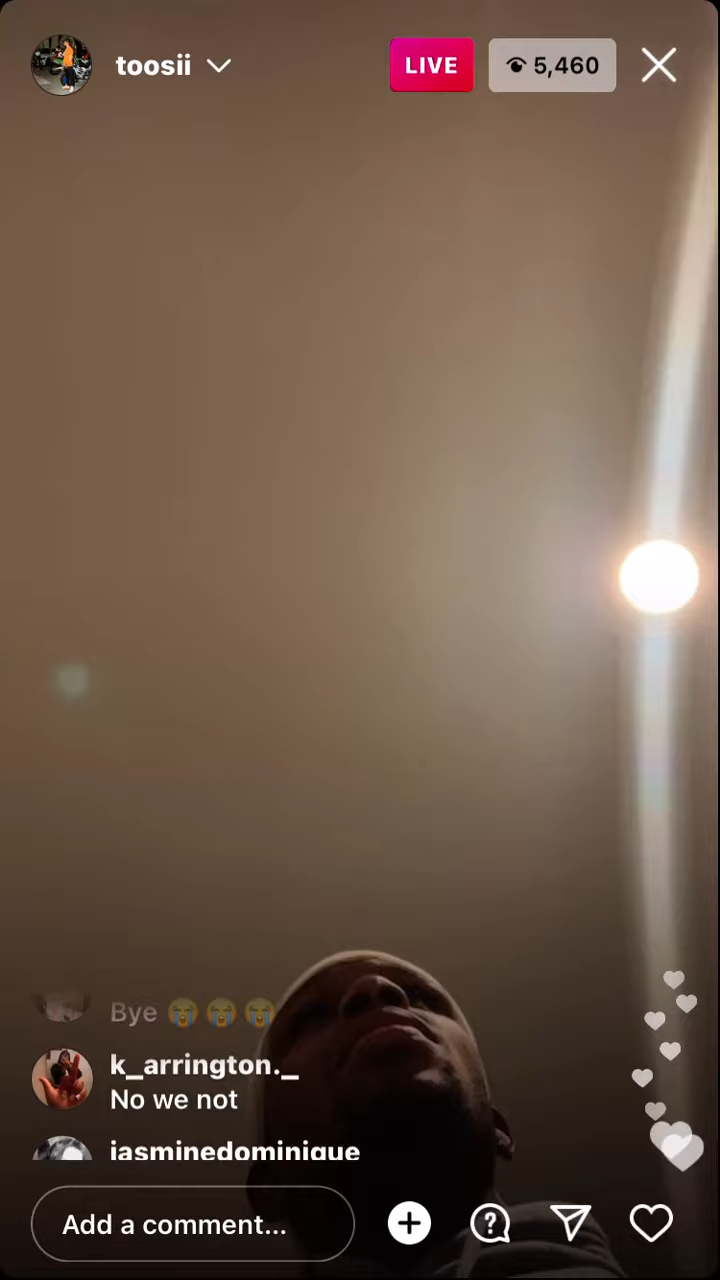 toosii
LIVE
5,460
Bye 😭😭😭
k_arrington._
No we not
jasminedominique
Add a comment...